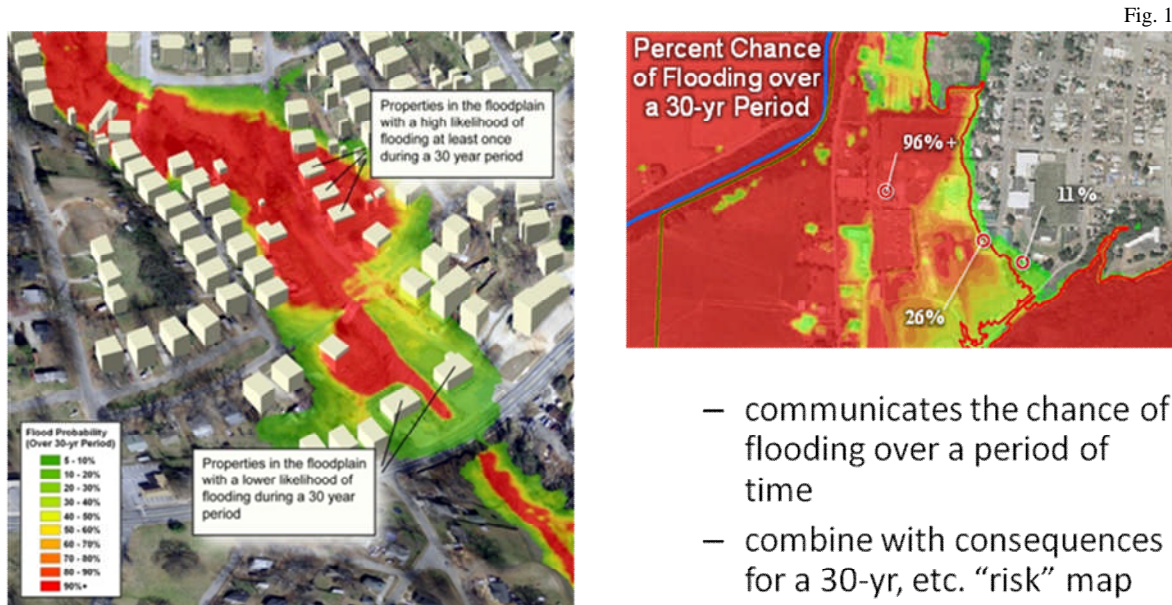 Fig. 1
Properties in the floodplain
with a high likelihood of
flooding at least once
during a 30 year period
Properties in the floodplain
with a lower likelihood of
flooding during a 30 year
period
Flood Probability
(Over 30-yr Period)
5 - 10%
10 - 20%
20 - 30%
30 - 40%
40 - 50%
50 - 60%
60 - 70%
70 - 80%
80 - 90%
90%+
Percent Chance
of Flooding over
a 30-yr Period
96%+
11%
26%
– communicates the chance of
flooding over a period of
time
– combine with consequences
for a 30-yr, etc. “risk” map